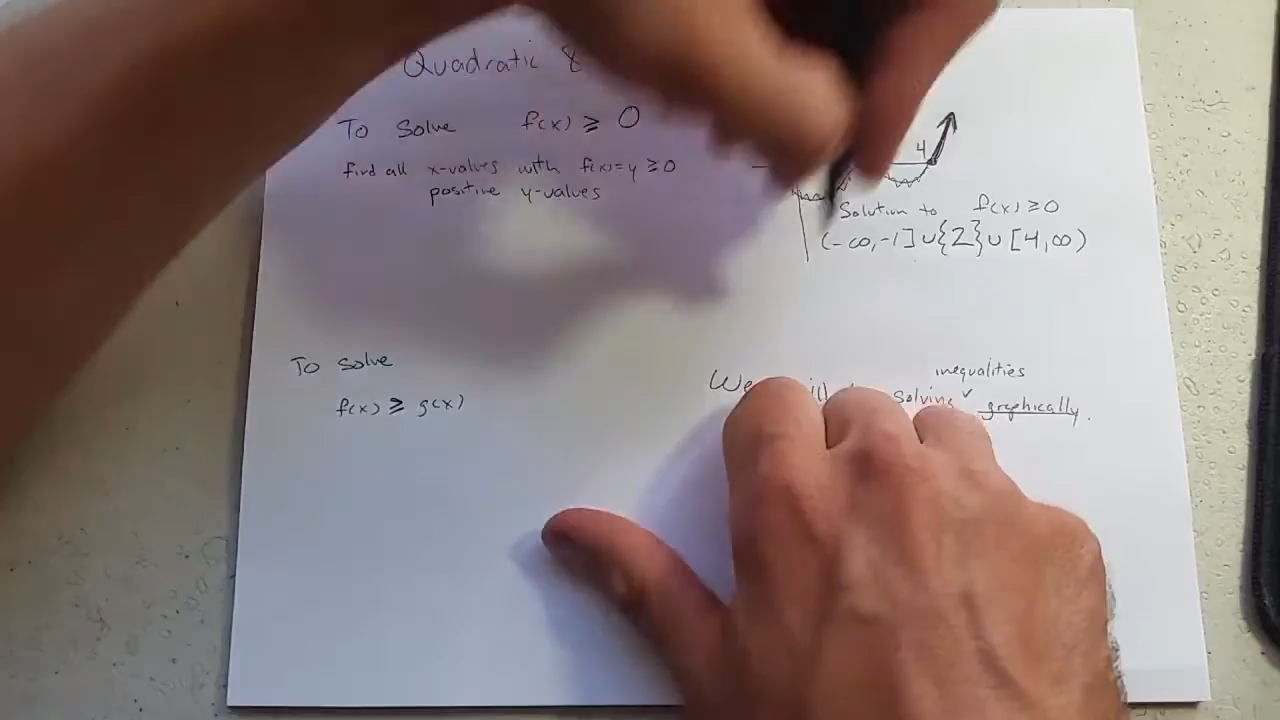 Quadratic &
To Solve f(x) ≥ 0
find all x-values with f(x)=y ≥ 0
positive y-values
4
Solution to f(x) ≥ 0
(-∞,-1] ∪ {2} ∪ [4,∞)
To solve
f(x) ≥ g(x)
inequalities
We solving ˅ graphically.